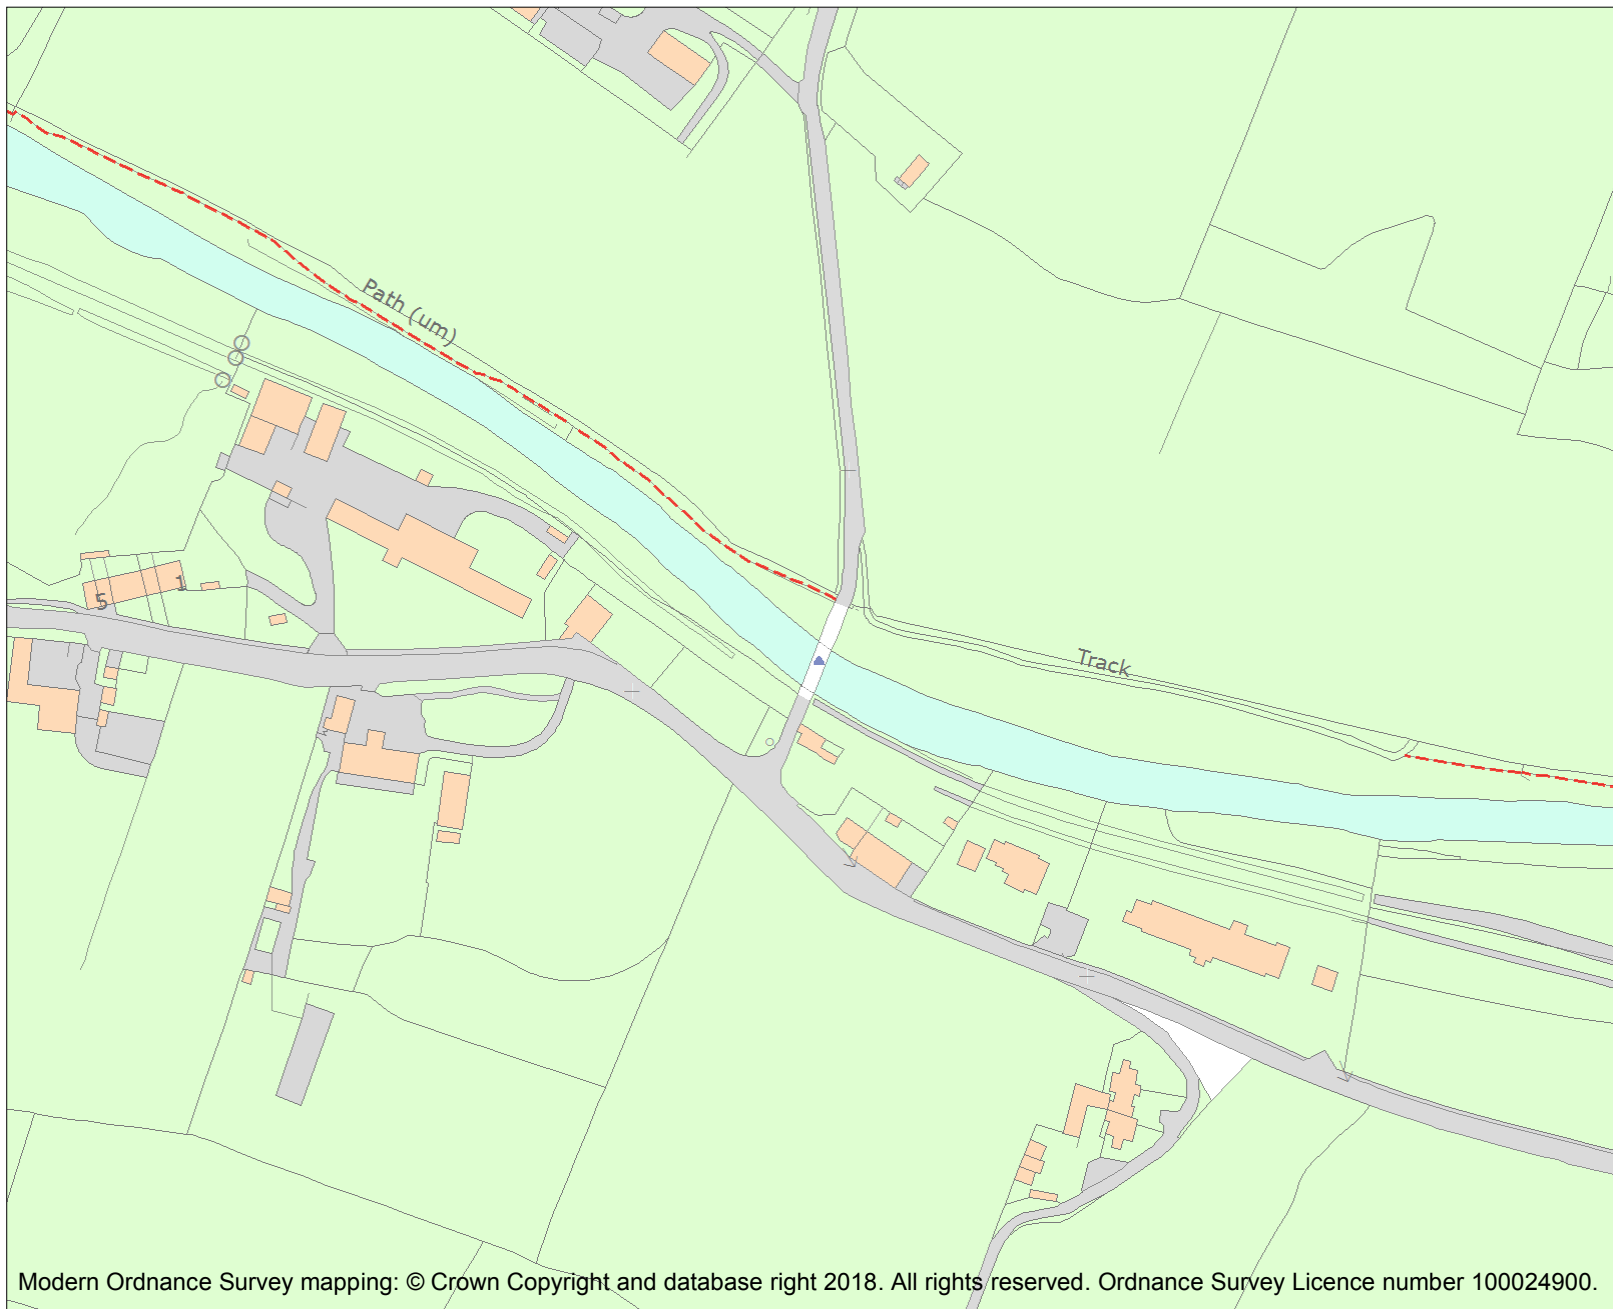 Path (um)
1
5
Track
Modern Ordnance Survey mapping: © Crown Copyright and database right 2018. All rights reserved. Ordnance Survey Licence number 100024900.